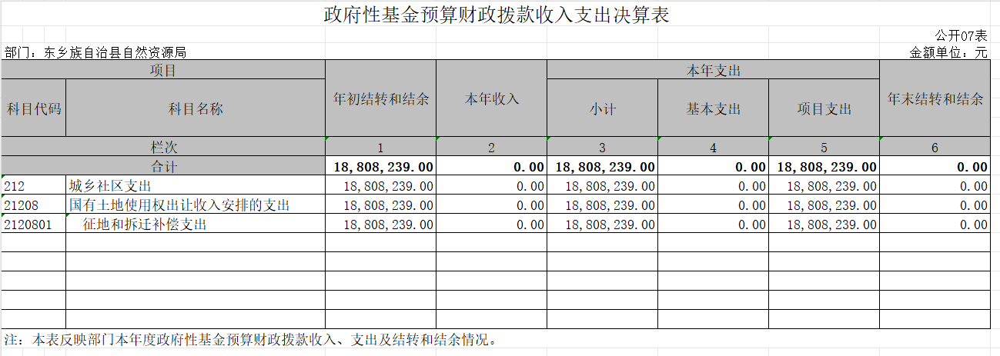 政府性基金预算财政拨款收入支出决算表
公开07表
部门：东乡族自治县自然资源局 金额单位：元
项目 年初结转和结余 本年收入 本年支出 年末结转和结余
科目代码 科目名称 小计 基本支出 项目支出
栏次 1 2 3 4 5 6
合计 18,808,239.00 0.00 18,808,239.00 0.00 18,808,239.00 0.00
212 城乡社区支出 18,808,239.00 0.00 18,808,239.00 0.00 18,808,239.00 0.00
21208 国有土地使用权出让收入安排的支出 18,808,239.00 0.00 18,808,239.00 0.00 18,808,239.00 0.00
2120801 征地和拆迁补偿支出 18,808,239.00 0.00 18,808,239.00 0.00 18,808,239.00 0.00
注：本表反映部门本年度政府性基金预算财政拨款收入、支出及结转和结余情况。